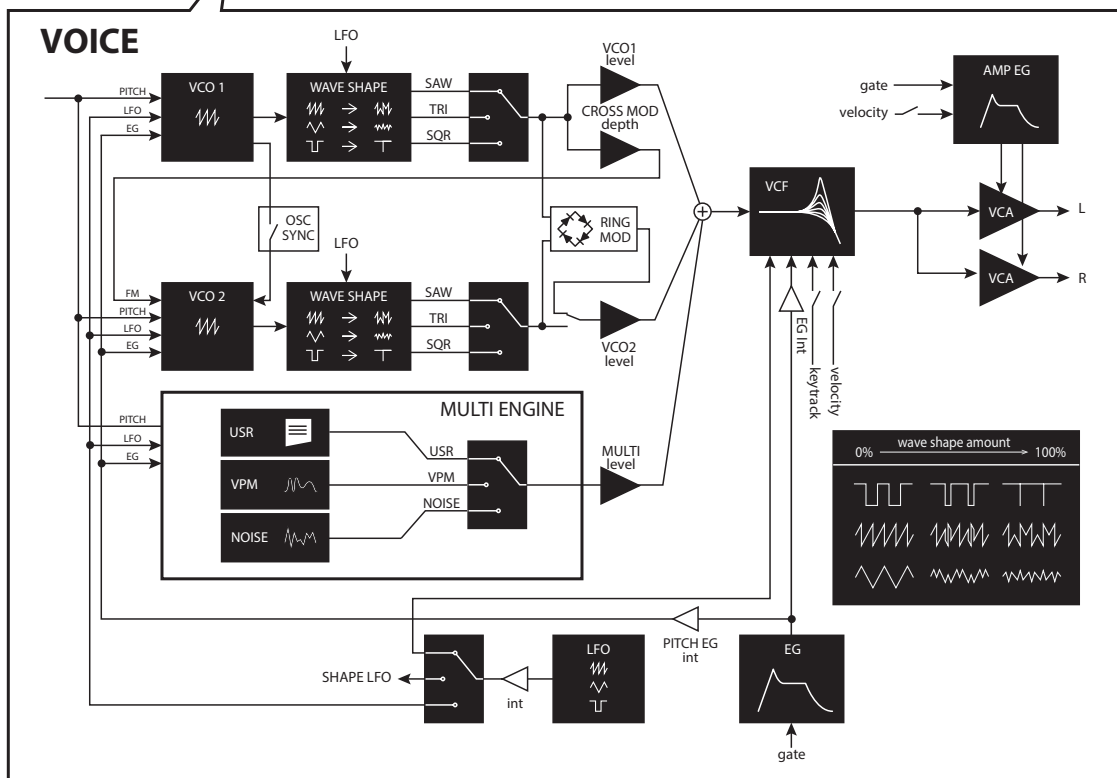 VOICE
LFO
VCO 1
WAVE SHAPE
PITCH
LFO
EG
SAW
TRI
SQR
VCO1
level
CROSS MOD
depth
OSC
SYNC
RING
MOD
LFO
VCO 2
WAVE SHAPE
FM
PITCH
LFO
EG
SAW
TRI
SQR
VCO2
level
MULTI ENGINE
PITCH
LFO
EG
USR
VPM
NOISE
USR
VPM
NOISE
MULTI
level
VCF
EG Int
keytrack
velocity
gate
velocity
AMP EG
VCA
L
VCA
R
wave shape amount
0%
100%
PITCH EG
int
SHAPE LFO
int
LFO
EG
gate